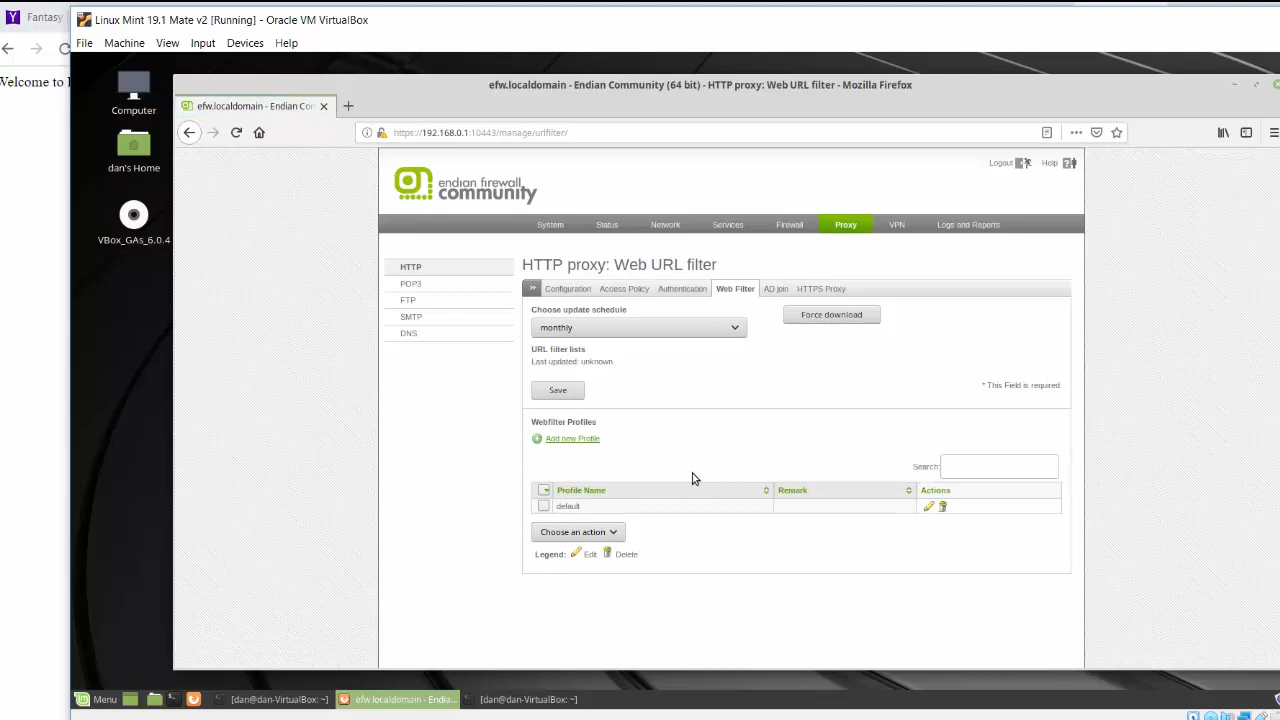 Fantasy
Linux Mint 19.1 Mate v2 [Running] - Oracle VM VirtualBox
File Machine View Input Devices Help
Welcome to
Computer
dan's Home
VBox_GAs_6.0.4
efw.localdomain - Endian Community (64 bit) - HTTP proxy: Web URL filter - Mozilla Firefox
efw.localdomain - Endian Con
https://192.168.0.1:10443/manage/urlfilter/
endian firewall
community
Logout Help
System Status Network Services Firewall Proxy VPN Logs and Reports
HTTP
POP3
FTP
SMTP
DNS
HTTP proxy: Web URL filter
>> Configuration Access Policy Authentication Web Filter AD join HTTPS Proxy
Choose update schedule
monthly
Force download
URL filter lists
Last updated: unknown
Save
* This Field is required.
Webfilter Profiles
Add new Profile
Search:
Profile Name Remark Actions
default
Choose an action
Legend: Edit Delete
Menu [dan@dan-VirtualBox: ~] efw.localdomain - Endia... [dan@dan-VirtualBox: ~]